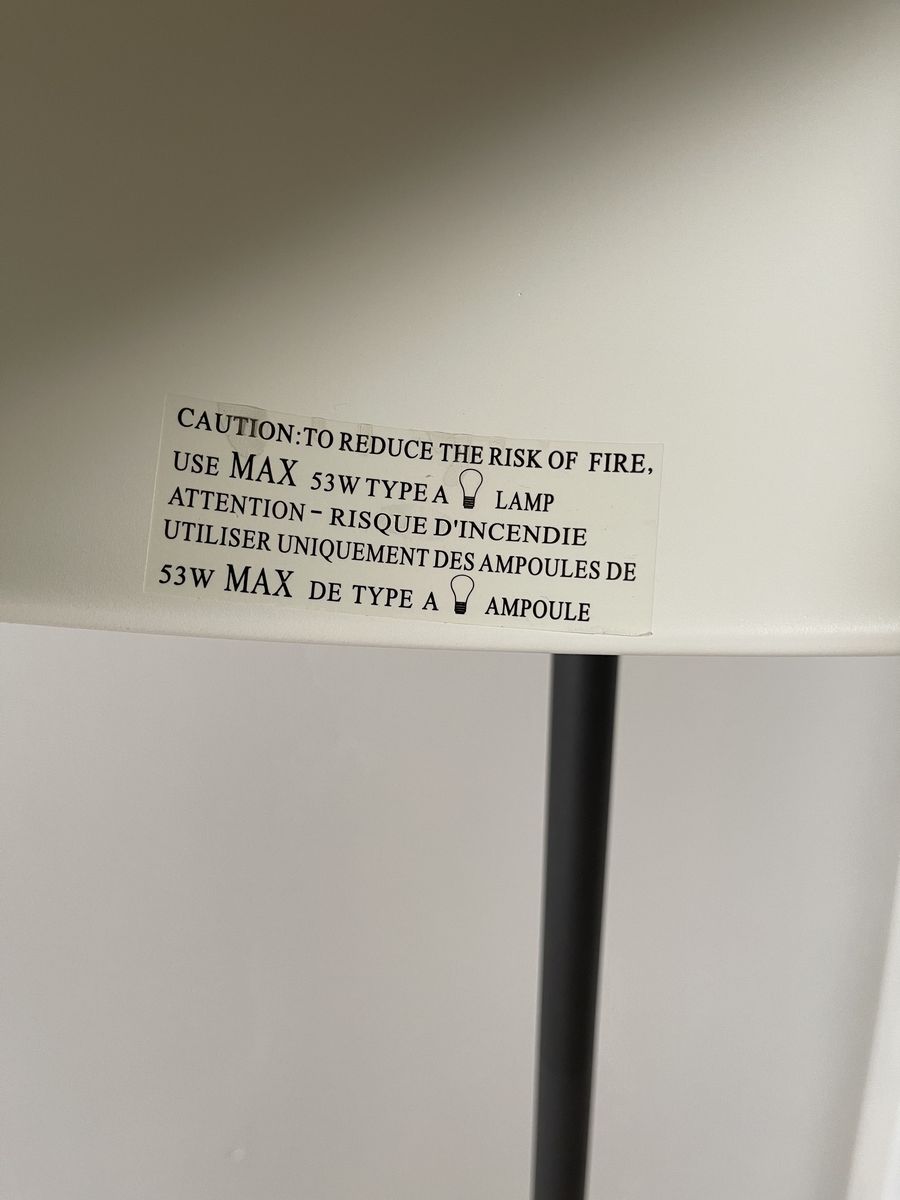 CAUTION:TO REDUCE THE RISK OF FIRE,
USE MAX 53W TYPE A LAMP
ATTENTION - RISQUE D'INCENDIE
UTILISER UNIQUEMENT DES AMPOULES DE
53W MAX DE TYPE A AMPOULE